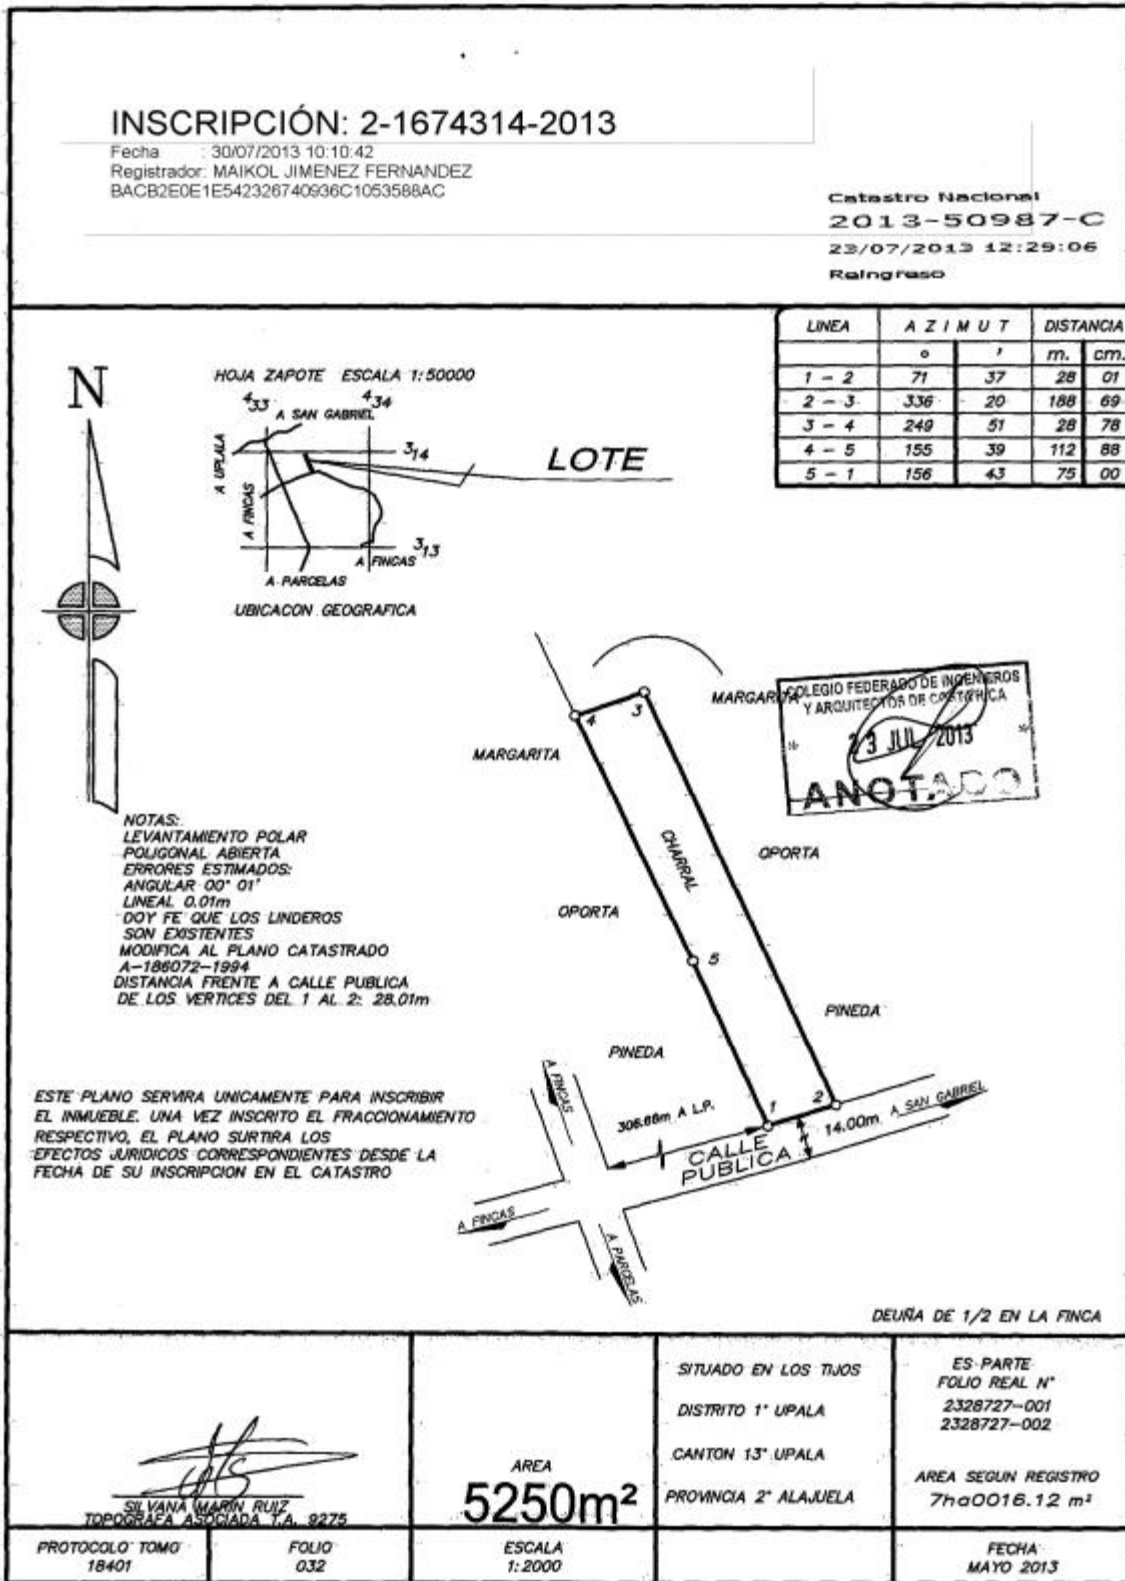 INSCRIPCIÓN: 2-1674314-2013
Fecha : 30/07/2013 10:10:42
Registrador: MAIKOL JIMENEZ FERNANDEZ
BACB2E0E1E542326740936C1053588AC
Catastro Nacional
2013-50987-C
23/07/2013 12:29:06
Reingreso
LINEA AZIMUT DISTANCIA
° ' m. cm.
1 - 2 71 37 28 01
2 - 3 336 20 188 69
3 - 4 249 51 28 78
4 - 5 155 39 112 88
5 - 1 156 43 75 00
N
HOJA ZAPOTE ESCALA 1:50000
433 434
A SAN GABRIEL
A UPLALA
314
LOTE
A FINCAS
313
A FINCAS
A PARCELAS
UBICACON GEOGRAFICA
3
4
MARGARITA
MARGARITA
COLEGIO FEDERADO DE INGENIEROS
Y ARQUITECTOS DE COSTA RICA
23 JUL 2013
ANOTADO
CHARRAL
OPORTA
OPORTA
5
PINEDA
PINEDA
NOTAS:
LEVANTAMIENTO POLAR
POLIGONAL ABIERTA
ERRORES ESTIMADOS:
ANGULAR 00° 01'
LINEAL 0.01m
DOY FE QUE LOS LINDEROS
SON EXISTENTES
MODIFICA AL PLANO CATASTRADO
A-186072-1994
DISTANCIA FRENTE A CALLE PUBLICA
DE LOS VERTICES DEL 1 AL 2: 28.01m
ESTE PLANO SERVIRA UNICAMENTE PARA INSCRIBIR
EL INMUEBLE. UNA VEZ INSCRITO EL FRACCIONAMIENTO
RESPECTIVO, EL PLANO SURTIRA LOS
EFECTOS JURIDICOS CORRESPONDIENTES DESDE LA
FECHA DE SU INSCRIPCION EN EL CATASTRO
A FINCAS
306.68m A L.P.
1
2
14.00m
A SAN GABRIEL
CALLE
PUBLICA
A FINCAS
A PARCELAS
DEUÑA DE 1/2 EN LA FINCA
SILVANA MARIN RUIZ
TOPOGRAFA ASOCIADA T.A. 9275
AREA
5250m²
SITUADO EN LOS TIJOS
DISTRITO 1° UPALA
CANTON 13° UPALA
PROVINCIA 2° ALAJUELA
ES PARTE
FOLIO REAL N°
2328727-001
2328727-002
AREA SEGUN REGISTRO
7ha0016.12 m²
PROTOCOLO TOMO
18401
FOLIO
032
ESCALA
1:2000
FECHA
MAYO 2013